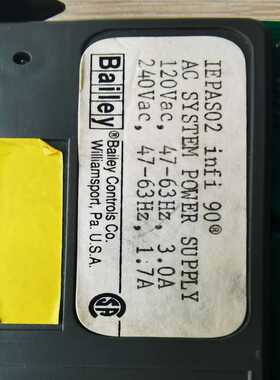 IEPAS02 infi 90®
AC SYSTEM POWER SUPPLY
120Vac, 47-63Hz, 3.0A
240Vac, 47-63Hz, 1.7A
Bailey®
Bailey Controls Co.
Williamsport, Pa. U.S.A.
SA